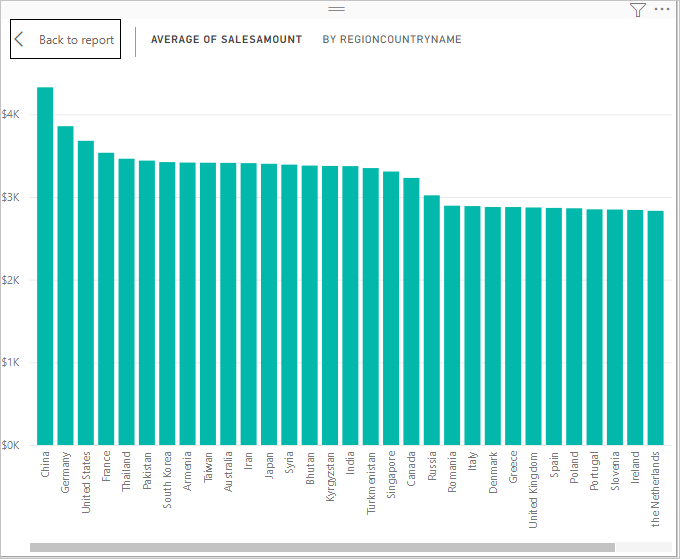 Back to report
AVERAGE OF SALESAMOUNT
BY REGIONCOUNTRYNAME
$4K
$3K
$2K
$1K
$0K
China
Germany
United States
France
Thailand
Pakistan
South Korea
Armenia
Taiwan
Australia
Iran
Japan
Syria
Bhutan
Kyrgyzstan
India
Turkmenistan
Singapore
Canada
Russia
Romania
Italy
Denmark
Greece
United Kingdom
Spain
Poland
Portugal
Slovenia
Ireland
the Netherlands